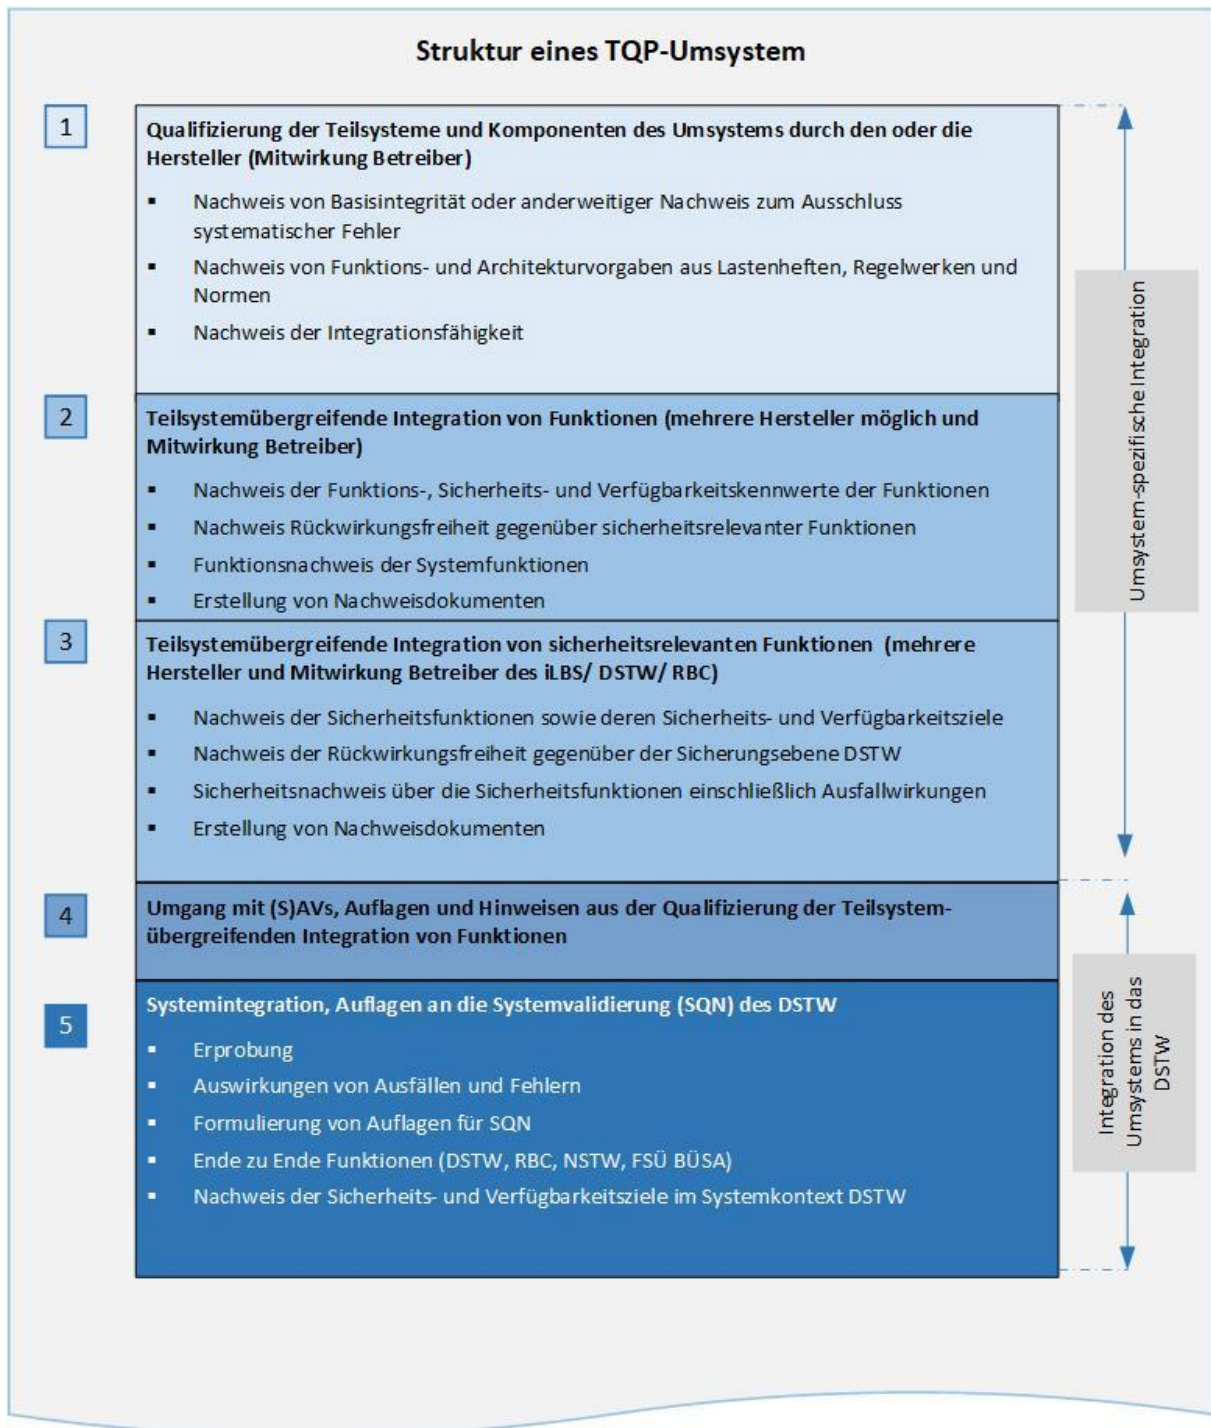 Struktur eines TQP-Umsystem
1
Qualifizierung der Teilsysteme und Komponenten des Umsystems durch den oder die
Hersteller (Mitwirkung Betreiber)
▪ Nachweis von Basisintegrität oder anderweitiger Nachweis zum Ausschluss
systematischer Fehler
▪ Nachweis von Funktions- und Architekturvorgaben aus Lastenheften, Regelwerken und
Normen
▪ Nachweis der Integrationsfähigkeit
2
Teilsystemübergreifende Integration von Funktionen (mehrere Hersteller möglich und
Mitwirkung Betreiber)
▪ Nachweis der Funktions-, Sicherheits- und Verfügbarkeitskennwerte der Funktionen
▪ Nachweis Rückwirkungsfreiheit gegenüber sicherheitsrelevanter Funktionen
▪ Funktionsnachweis der Systemfunktionen
▪ Erstellung von Nachweisdokumenten
3
Teilsystemübergreifende Integration von sicherheitsrelevanten Funktionen (mehrere
Hersteller und Mitwirkung Betreiber des iLBS/ DSTW/ RBC)
▪ Nachweis der Sicherheitsfunktionen sowie deren Sicherheits- und Verfügbarkeitsziele
▪ Nachweis der Rückwirkungsfreiheit gegenüber der Sicherungsebene DSTW
▪ Sicherheitsnachweis über die Sicherheitsfunktionen einschließlich Ausfallwirkungen
▪ Erstellung von Nachweisdokumenten
Umsystem-spezifische Integration
4
Umgang mit (S)AVs, Auflagen und Hinweisen aus der Qualifizierung der Teilsystem-
übergreifenden Integration von Funktionen
5
Systemintegration, Auflagen an die Systemvalidierung (SQN) des DSTW
▪ Erprobung
▪ Auswirkungen von Ausfällen und Fehlern
▪ Formulierung von Auflagen für SQN
▪ Ende zu Ende Funktionen (DSTW, RBC, NSTW, FSÜ BÜSA)
▪ Nachweis der Sicherheits- und Verfügbarkeitsziele im Systemkontext DSTW
Integration des
Umsystems in das
DSTW